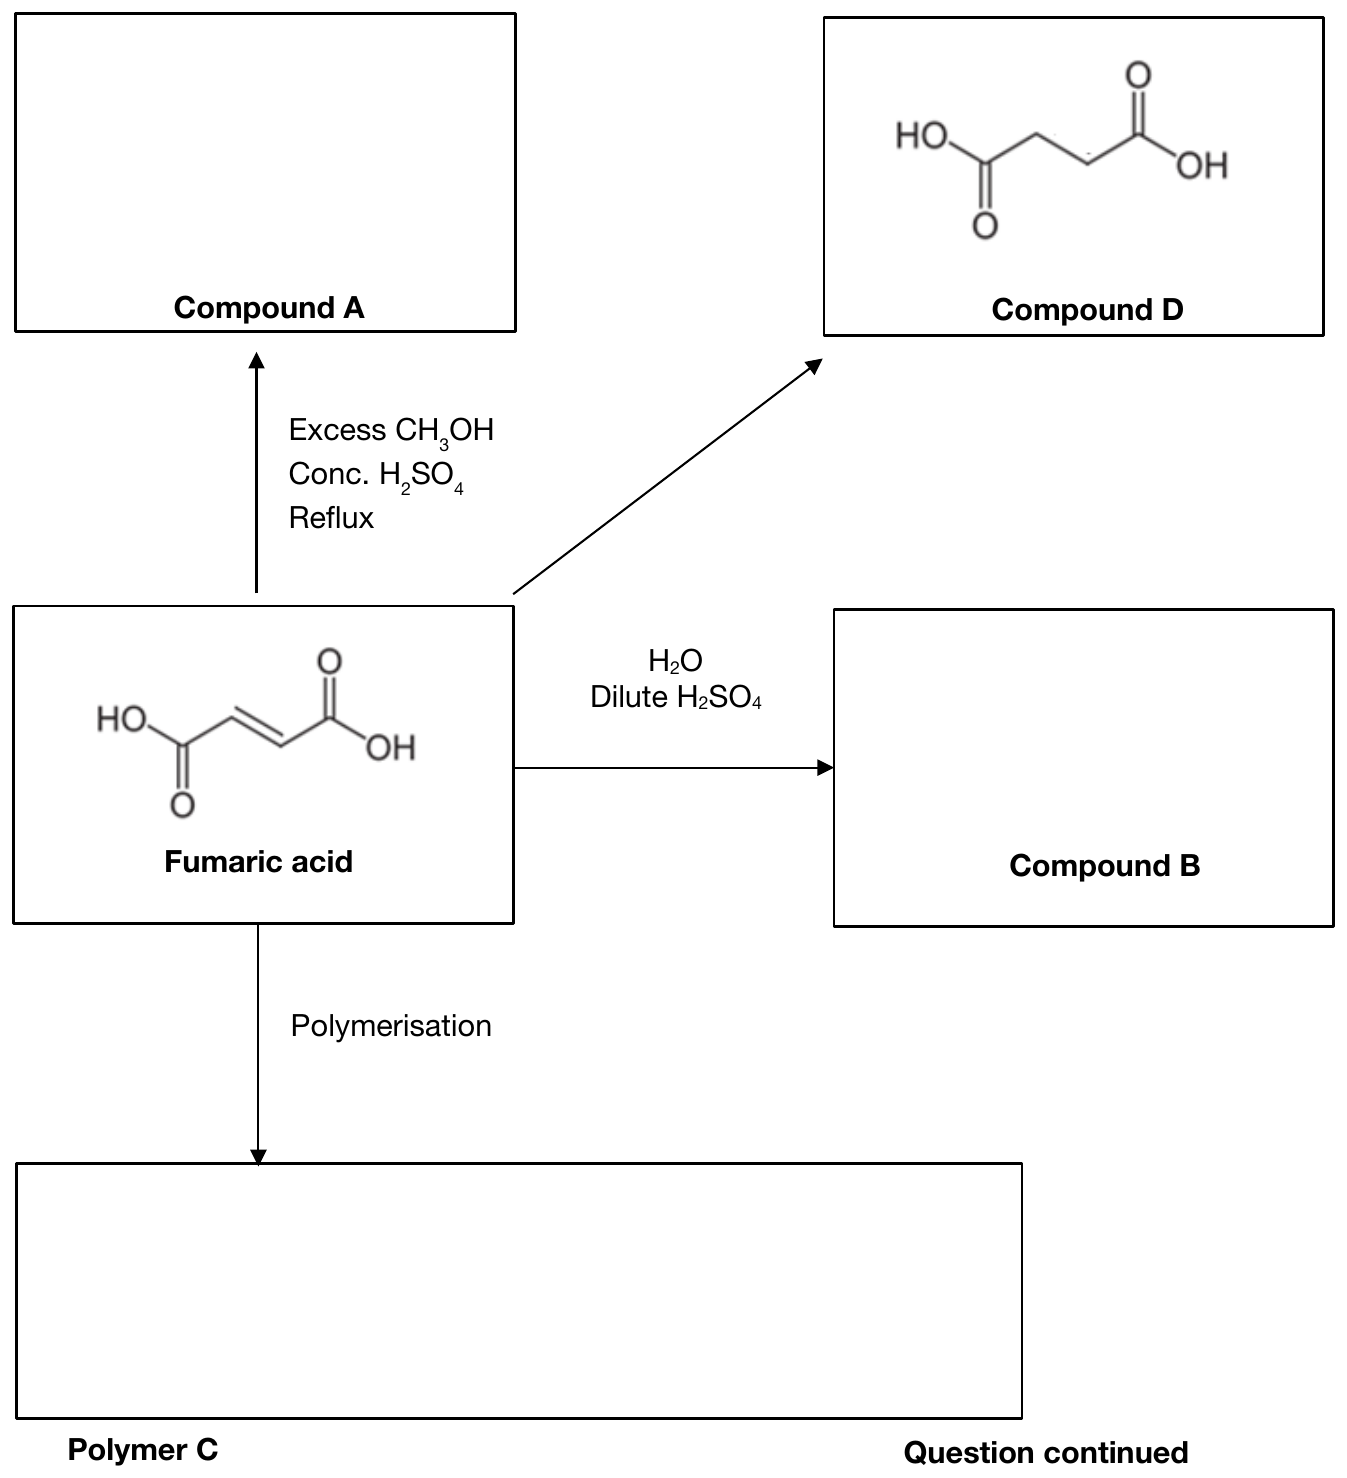 O
HO
OH
O
Compound A
Compound D
Excess CH₃OH
Conc. H₂SO₄
Reflux
O
H₂O
HO
Dilute H₂SO₄
OH
O
Fumaric acid
Compound B
Polymerisation
Polymer C
Question continued